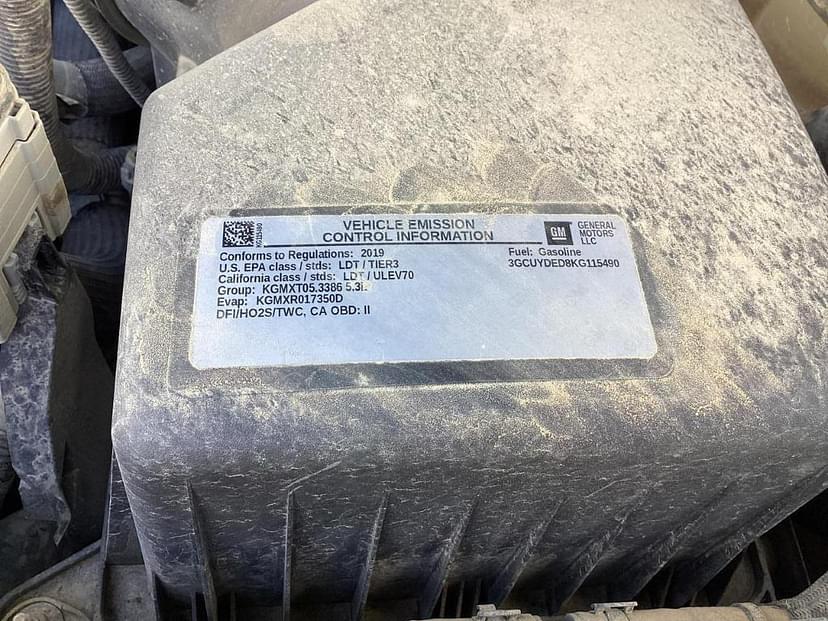 VEHICLE EMISSION
CONTROL INFORMATION
GM
GENERAL
MOTORS
LLC
Conforms to Regulations: 2019
U.S. EPA class / stds: LDT / TIER3
California class / stds: LDT / ULEV70
Group: KGMXT05.3386 5.3L
Evap: KGMXR017350D
DFI/HO2S/TWC, CA OBD: II
Fuel: Gasoline
3GCUYDED8KG115490